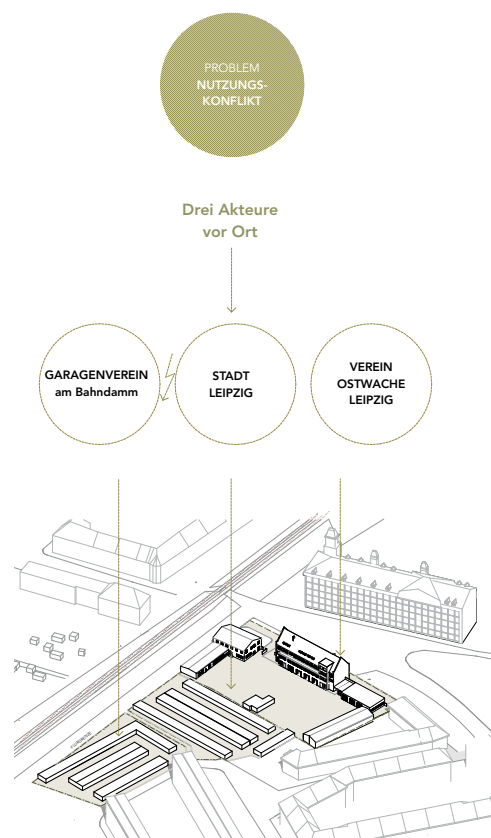 PROBLEM
NUTZUNGS-
KONFLIKT
Drei Akteure
vor Ort
GARAGENVEREIN
am Bahndamm
STADT
LEIPZIG
VEREIN
OSTWACHE
LEIPZIG